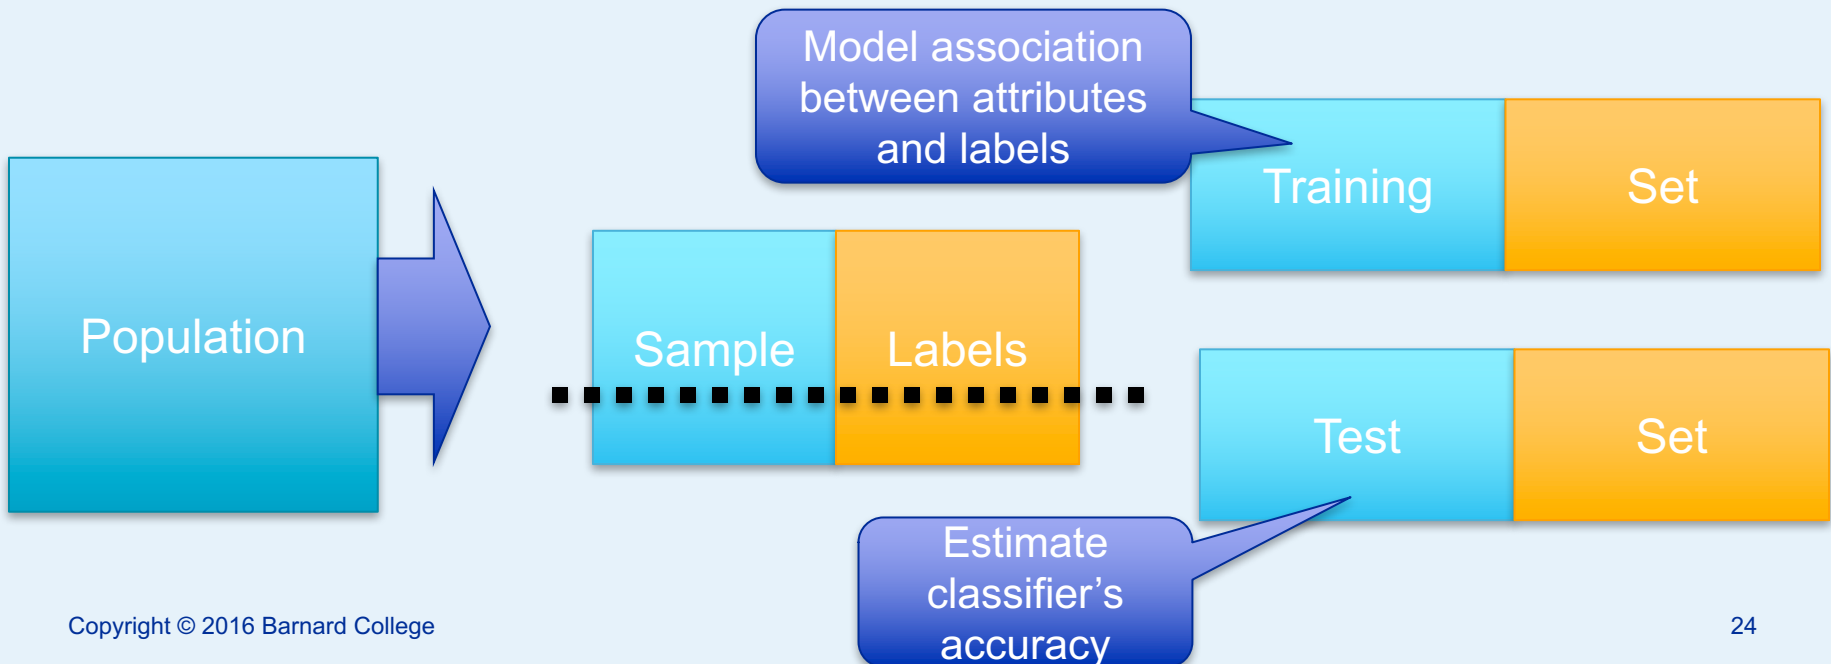 Model association
between attributes
and labels
Training Set
Population
Sample Labels
Test Set
Estimate
classifier’s
accuracy
Copyright © 2016 Barnard College
24